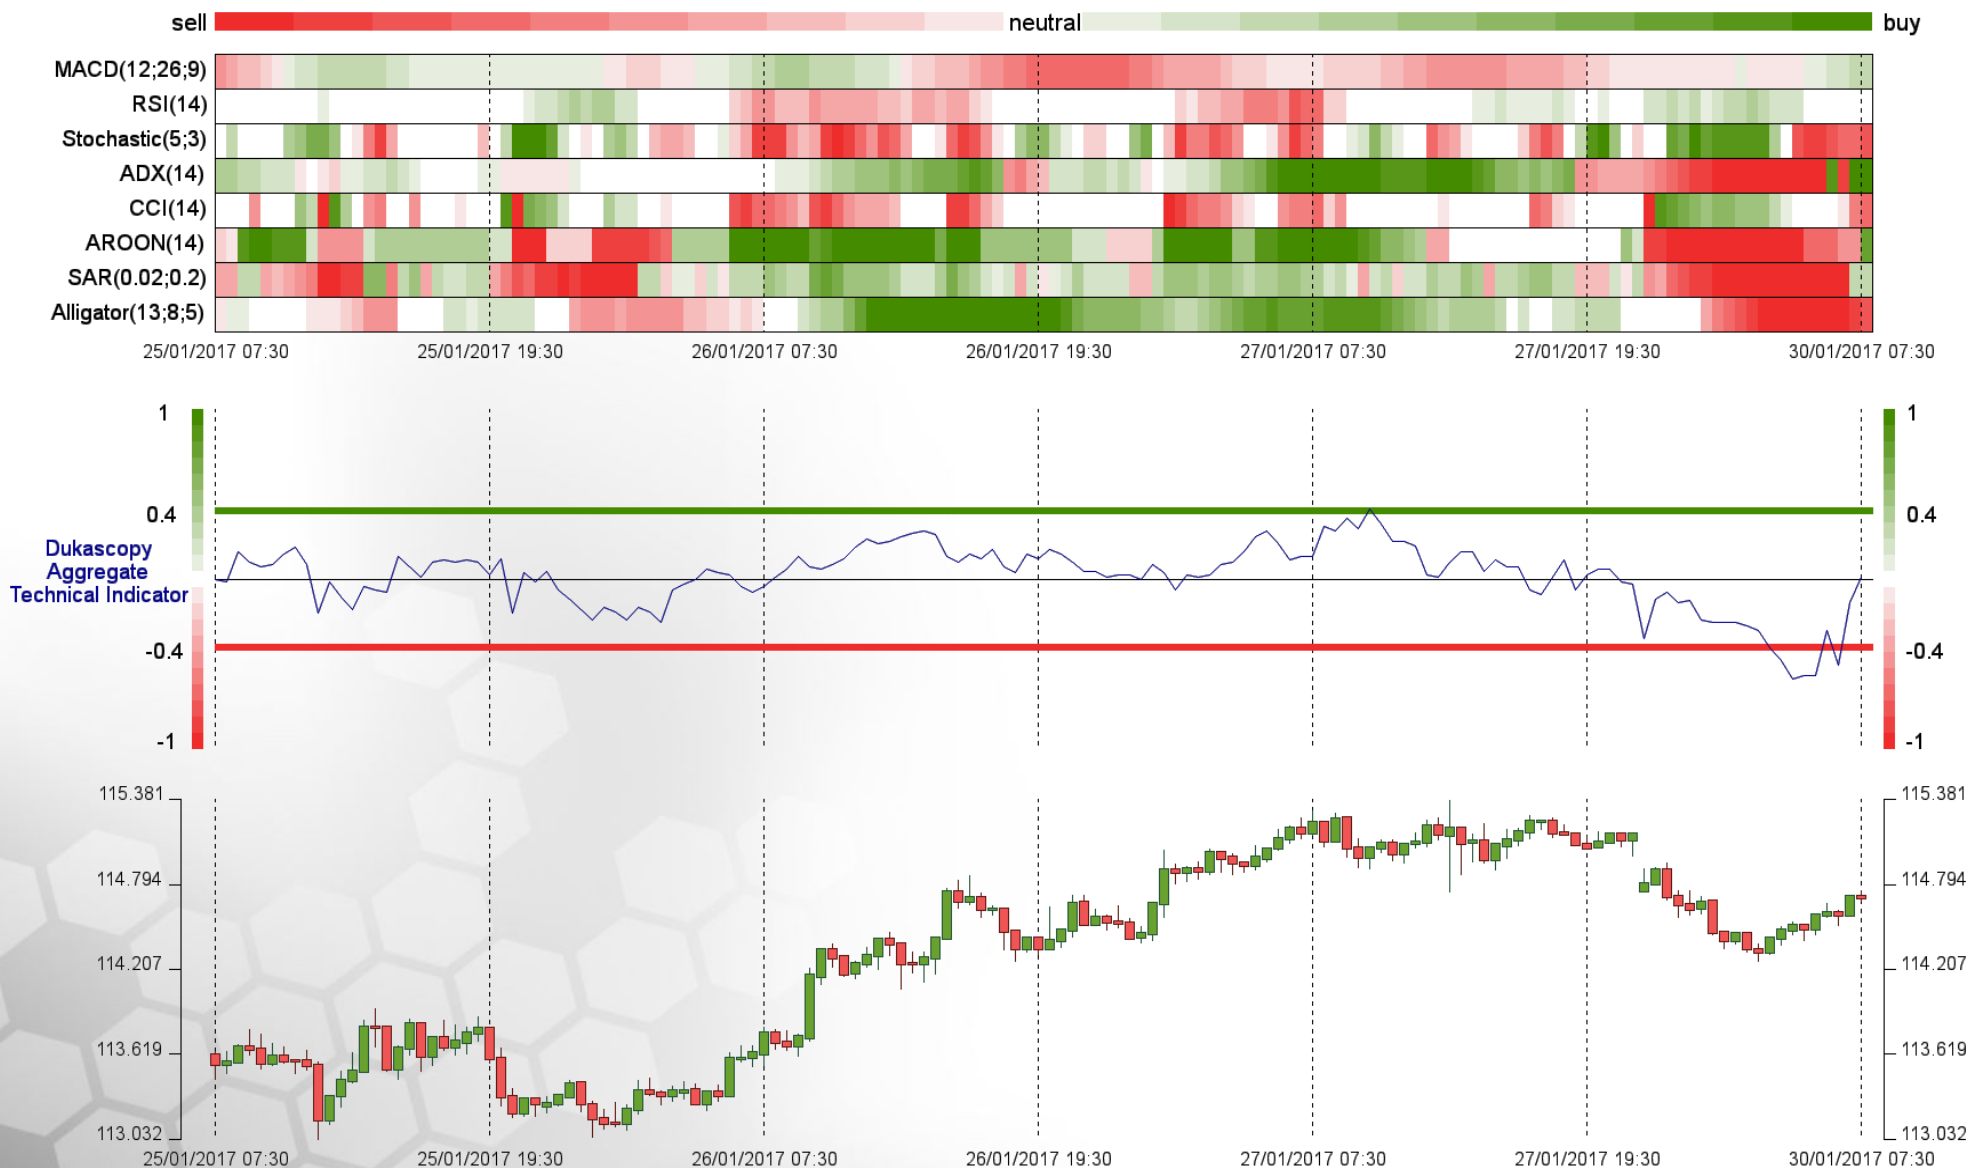 sell neutral buy
MACD(12;26;9)
RSI(14)
Stochastic(5;3)
ADX(14)
CCI(14)
AROON(14)
SAR(0.02;0.2)
Alligator(13;8;5)
25/01/2017 07:30 25/01/2017 19:30 26/01/2017 07:30 26/01/2017 19:30 27/01/2017 07:30 27/01/2017 19:30 30/01/2017 07:30
1 1
0.4 0.4
Dukascopy
Aggregate
Technical Indicator
-0.4 -0.4
-1 -1
115.381 115.381
114.794 114.794
114.207 114.207
113.619 113.619
113.032 113.032
25/01/2017 07:30 25/01/2017 19:30 26/01/2017 07:30 26/01/2017 19:30 27/01/2017 07:30 27/01/2017 19:30 30/01/2017 07:30